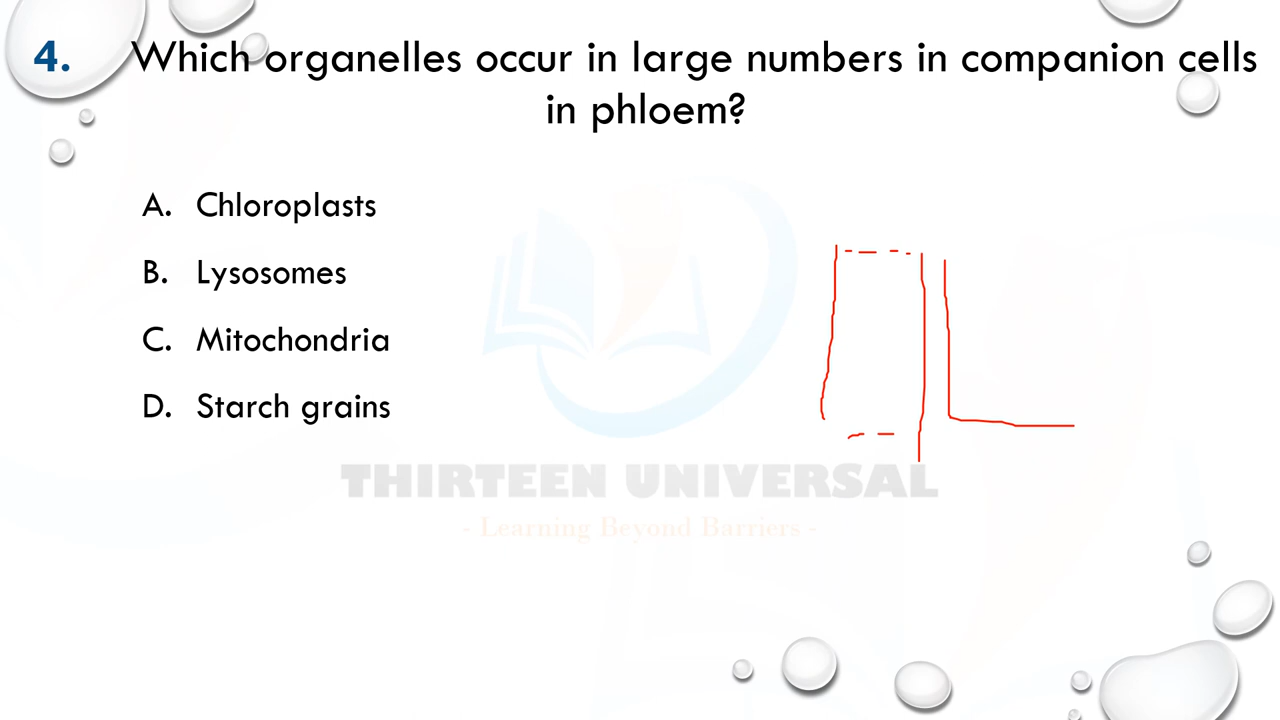 4. Which organelles occur in large numbers in companion cells
in phloem?
A. Chloroplasts
B. Lysosomes
C. Mitochondria
D. Starch grains
THIRTEEN UNIVERSAL
- Learning Beyond Barriers -